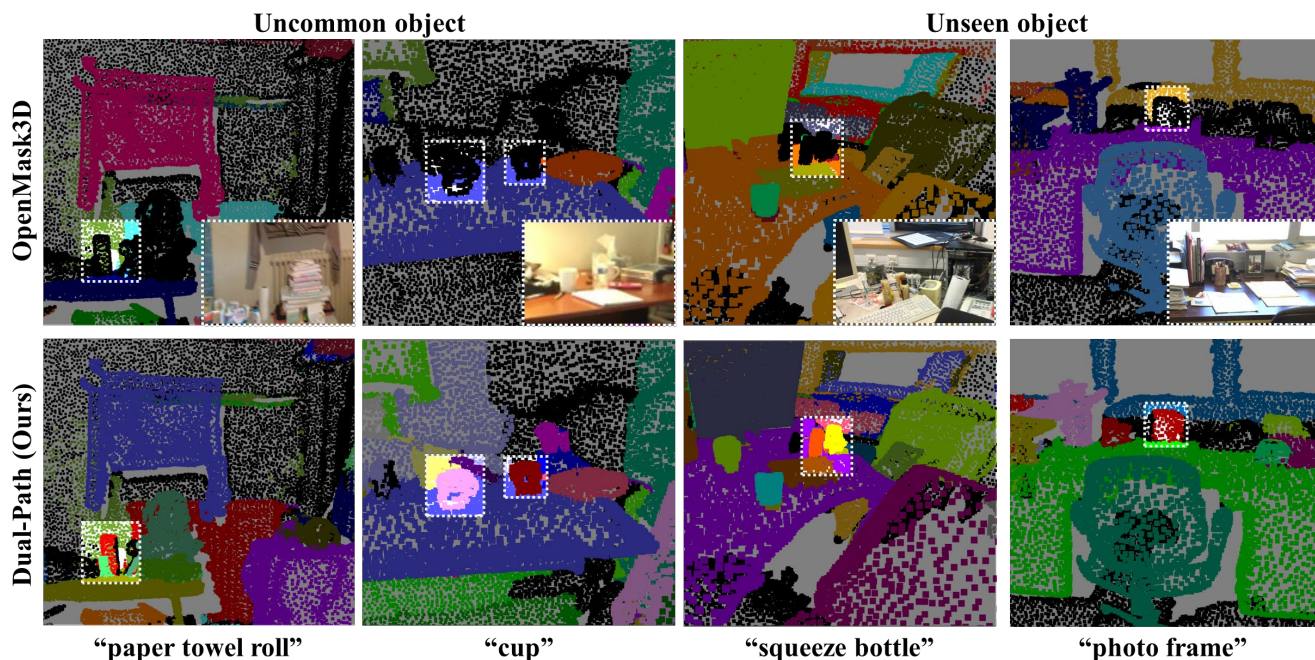 Uncommon object
Unseen object
OpenMask3D
Dual-Path (Ours)
“paper towel roll”
“cup”
“squeeze bottle”
“photo frame”